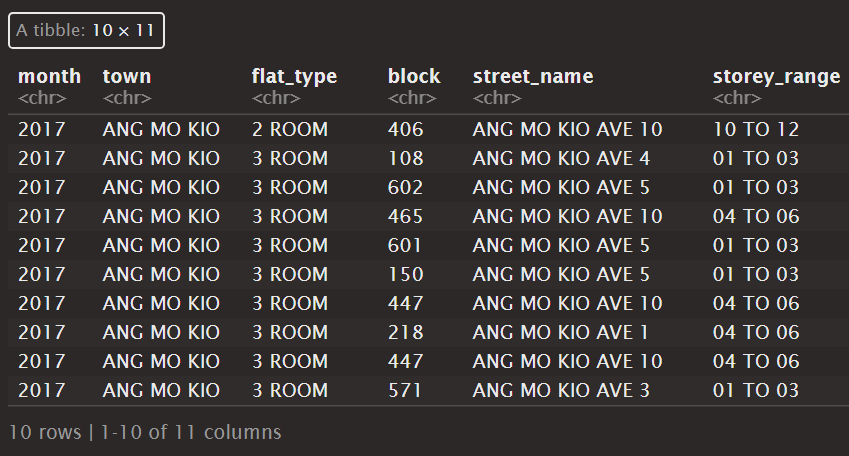 A tibble: 10 × 11
month town flat_type block street_name storey_range
<chr> <chr> <chr> <chr> <chr> <chr>
2017 ANG MO KIO 2 ROOM 406 ANG MO KIO AVE 10 10 TO 12
2017 ANG MO KIO 3 ROOM 108 ANG MO KIO AVE 4 01 TO 03
2017 ANG MO KIO 3 ROOM 602 ANG MO KIO AVE 5 01 TO 03
2017 ANG MO KIO 3 ROOM 465 ANG MO KIO AVE 10 04 TO 06
2017 ANG MO KIO 3 ROOM 601 ANG MO KIO AVE 5 01 TO 03
2017 ANG MO KIO 3 ROOM 150 ANG MO KIO AVE 5 01 TO 03
2017 ANG MO KIO 3 ROOM 447 ANG MO KIO AVE 10 04 TO 06
2017 ANG MO KIO 3 ROOM 218 ANG MO KIO AVE 1 04 TO 06
2017 ANG MO KIO 3 ROOM 447 ANG MO KIO AVE 10 04 TO 06
2017 ANG MO KIO 3 ROOM 571 ANG MO KIO AVE 3 01 TO 03
10 rows | 1-10 of 11 columns